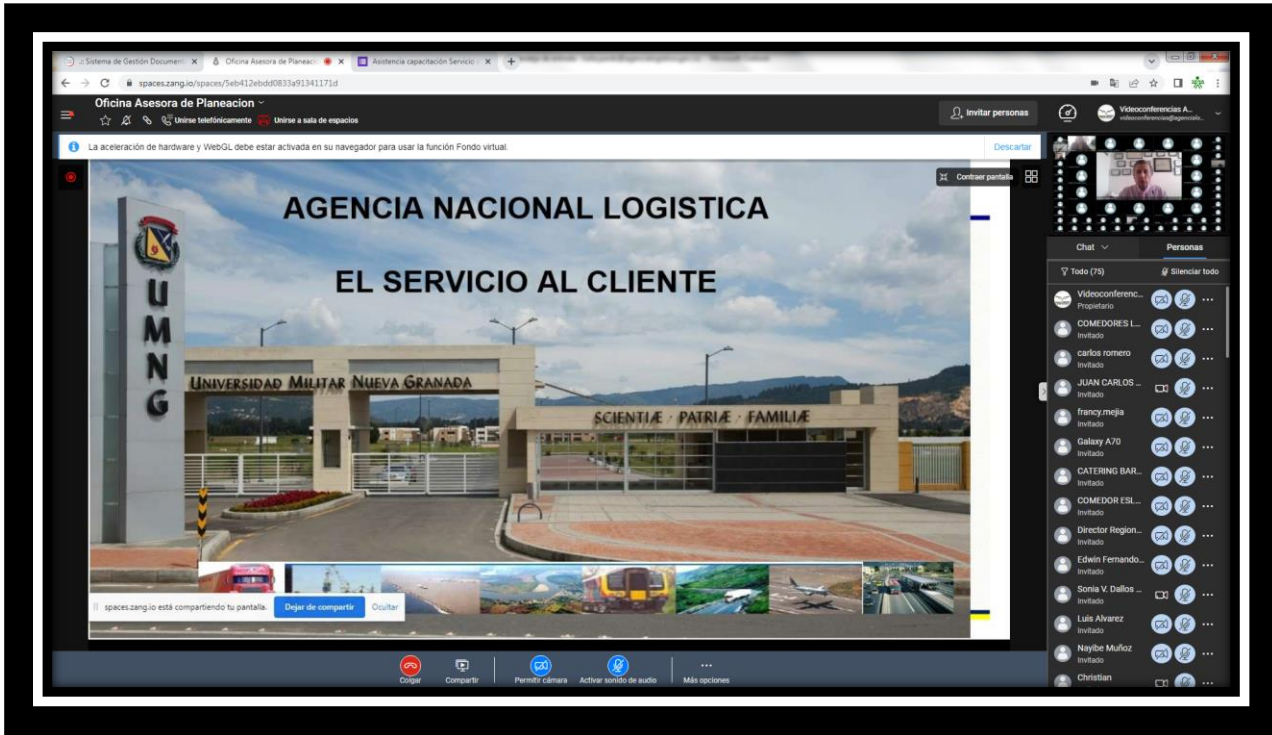 .: Sistema de Gestión Document
Oficina Asesora de Planeaci
Asistencia capacitación Servicio
spaces.zang.io/spaces/5eb412ebdd0833a91341171d
Oficina Asesora de Planeacion
Unirse telefónicamente
Unirse a sala de espacios
Invitar personas
Videoconferencias A...
La aceleración de hardware y WebGL debe estar activada en su navegador para usar la función Fondo virtual.
Descartar
Contraer pantalla
AGENCIA NACIONAL LOGISTICA
EL SERVICIO AL CLIENTE
UMNG
UNIVERSIDAD MILITAR NUEVA GRANADA
SCIENTIÆ · PATRIÆ · FAMILIÆ
spaces.zang.io está compartiendo tu pantalla.
Dejar de compartir
Ocultar
Colgar
Compartir
Permitir cámara
Activar sonido de audio
Más opciones
Chat
Personas
Todo (75)
Silenciar todo
Videoconferenc...
Propietario
COMEDORES L...
Invitado
carlos romero
Invitado
JUAN CARLOS ...
Invitado
francy.mejia
Invitado
Galaxy A70
Invitado
CATERING BAR...
Invitado
COMEDOR ESL...
Invitado
Director Region...
Invitado
Edwin Fernando...
Invitado
Sonia V. Dallos ...
Invitado
Luis Alvarez
Invitado
Nayibe Muñoz
Invitado
Christian